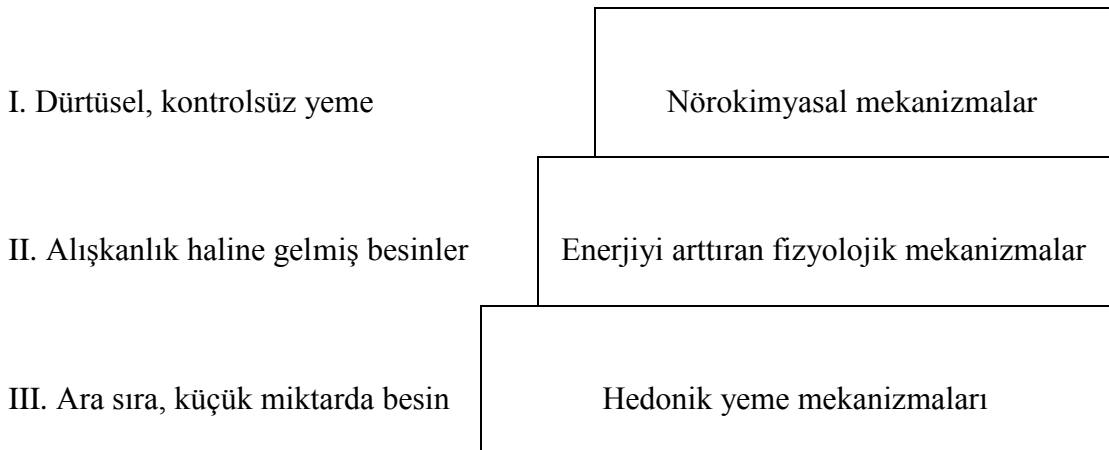 I. Dürtüsel, kontrolsüz yeme
Nörokimyasal mekanizmalar
II. Alışkanlık haline gelmiş besinler
Enerjiyi arttıran fizyolojik mekanizmalar
III. Ara sıra, küçük miktarda besin
Hedonik yeme mekanizmaları